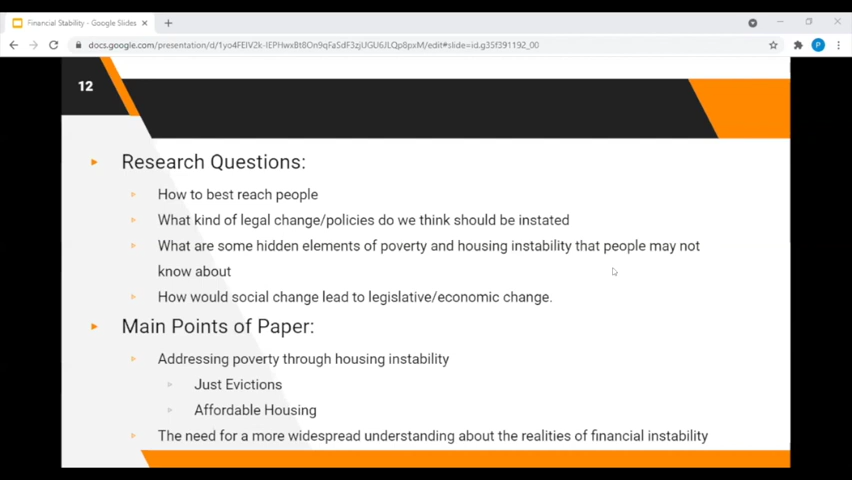 Financial Stability - Google Slides
docs.google.com/presentation/d/1yo4FEIV2k-IEPHwxBt8On9qFaSdF3zjUGU6JLQp8pxM/edit#slide=id.g35f391192_00
P
12
Research Questions:
How to best reach people
What kind of legal change/policies do we think should be instated
What are some hidden elements of poverty and housing instability that people may not
know about
How would social change lead to legislative/economic change.
Main Points of Paper:
Addressing poverty through housing instability
Just Evictions
Affordable Housing
The need for a more widespread understanding about the realities of financial instability